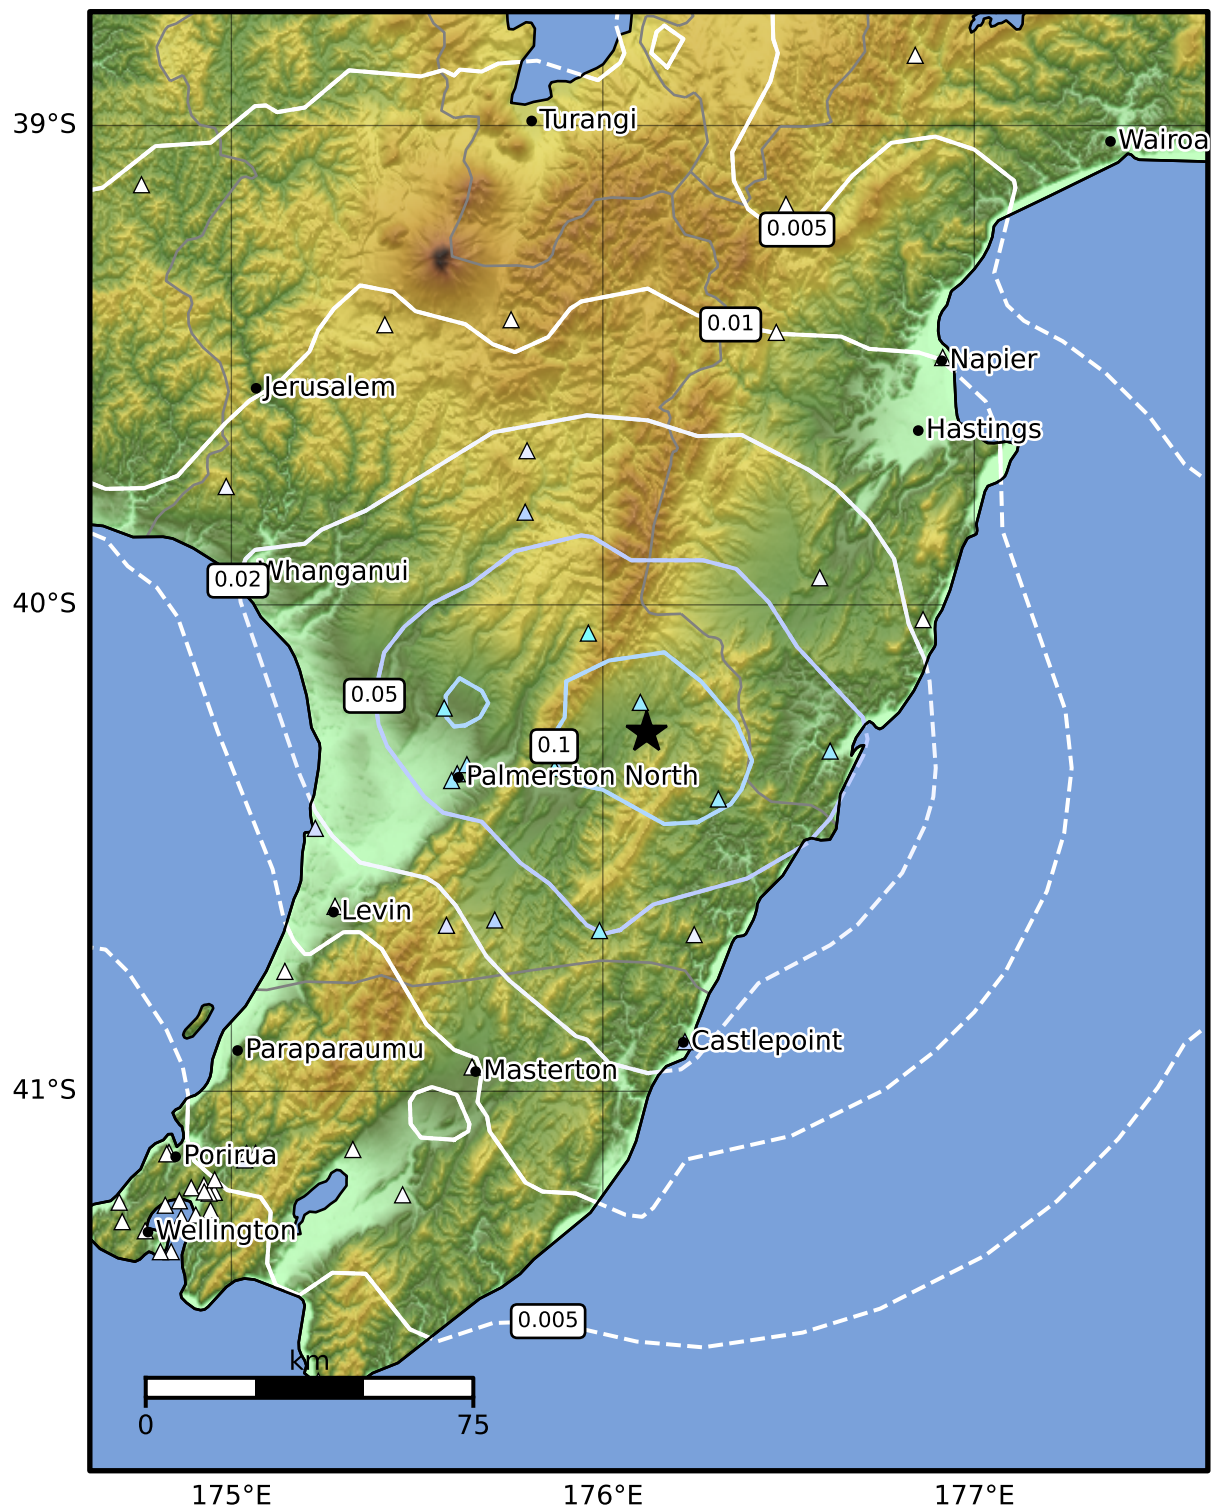 39°S
Turangi
Wairoa
0.005
0.01
Napier
Jerusalem
Hastings
Whanganui
0.02
40°S
0.05
0.1
Palmerston North
Levin
Castlepoint
Paraparaumu
Masterton
41°S
Porirua
Wellington
0.005
km
0 75
175°E 176°E 177°E